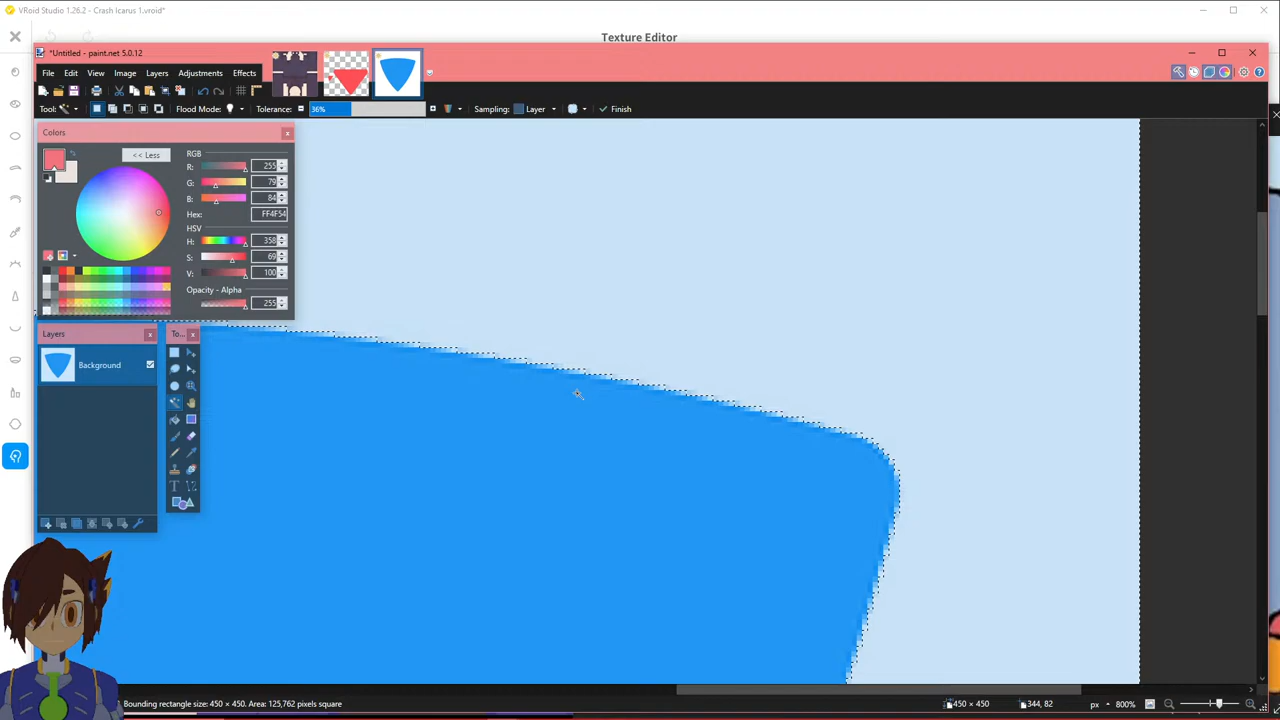 VRoid Studio 1.26.2 - Crash Icarus 1.vroid*
Texture Editor
*Untitled - paint.net 5.0.12
File Edit View Image Layers Adjustments Effects
Tool: Flood Mode: Tolerance: 36% Sampling: Layer Finish
Colors
<< Less
RGB
R: 255
G: 79
B: 84
Hex: FF4F54
HSV
H: 358
S: 69
V: 100
Opacity - Alpha
255
Layers
To...
Background
Bounding rectangle size: 450 × 450. Area: 125,762 pixels square
450 × 450
344, 82
px
800%